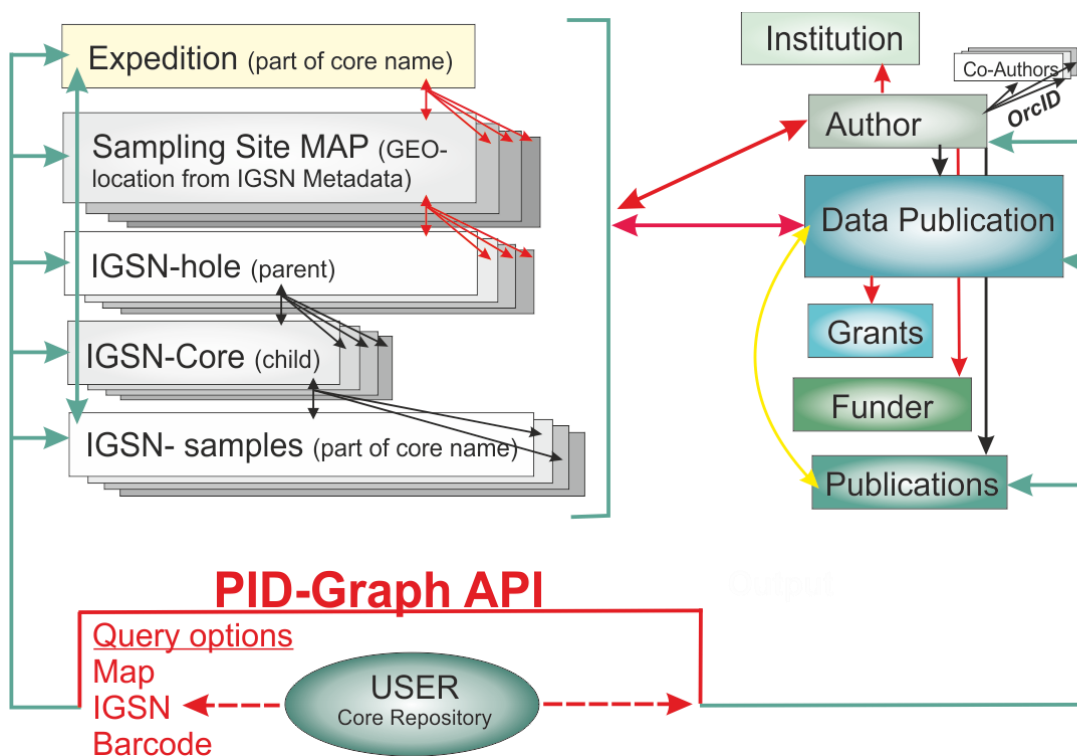 Expedition (part of core name)
Sampling Site MAP (GEO-
location from IGSN Metadata)
IGSN-hole (parent)
IGSN-Core (child)
IGSN- samples (part of core name)
Institution
Co-Authors
OrcID
Author
Data Publication
Grants
Funder
Publications
PID-Graph API
Output
Query options
Map
IGSN
Barcode
USER
Core Repository